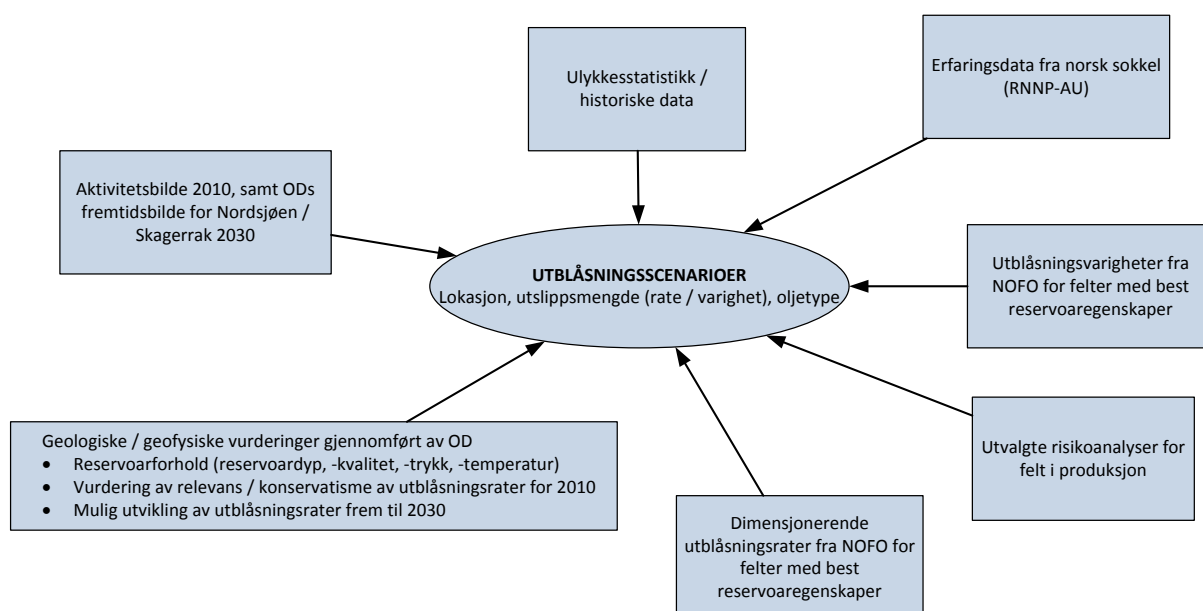 Ulykkesstatistikk /
historiske data
Erfaringsdata fra norsk sokkel
(RNNP-AU)
Aktivitetsbilde 2010, samt ODs
fremtidsbilde for Nordsjøen /
Skagerrak 2030
UTBLÅSNINGSSCENARIOER
Lokasjon, utslippsmengde (rate / varighet), oljetype
Utblåsningsvarigheter fra
NOFO for felter med best
reservoaregenskaper
Geologiske / geofysiske vurderinger gjennomført av OD
• Reservoarforhold (reservoardyp, -kvalitet, -trykk, -temperatur)
• Vurdering av relevans / konservatisme av utblåsningsrater for 2010
• Mulig utvikling av utblåsningsrater frem til 2030
Utvalgte risikoanalyser for
felt i produksjon
Dimensjonerende
utblåsningsrater fra NOFO for
felter med best
reservoaregenskaper